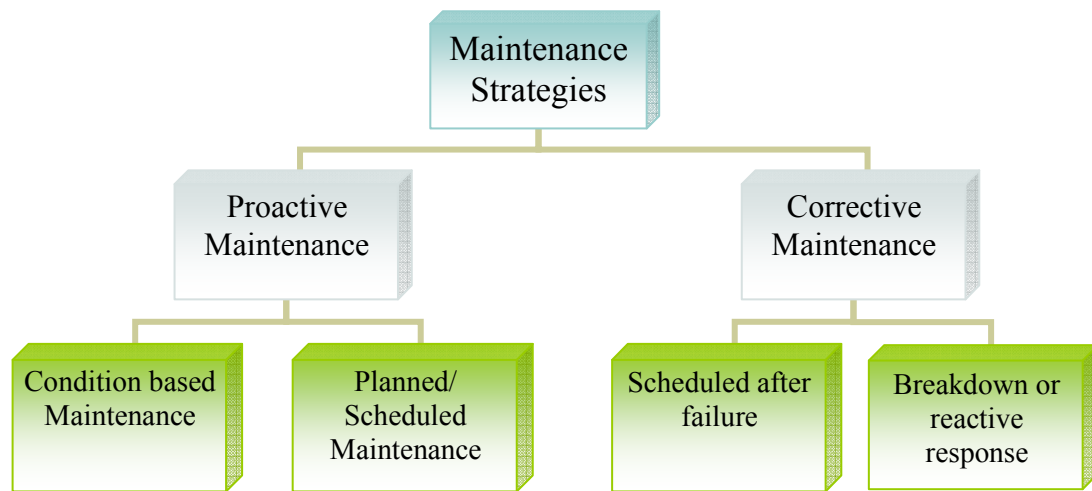 Maintenance
Strategies
Proactive
Maintenance
Corrective
Maintenance
Condition based
Maintenance
Planned/
Scheduled
Maintenance
Scheduled after
failure
Breakdown or
reactive
response